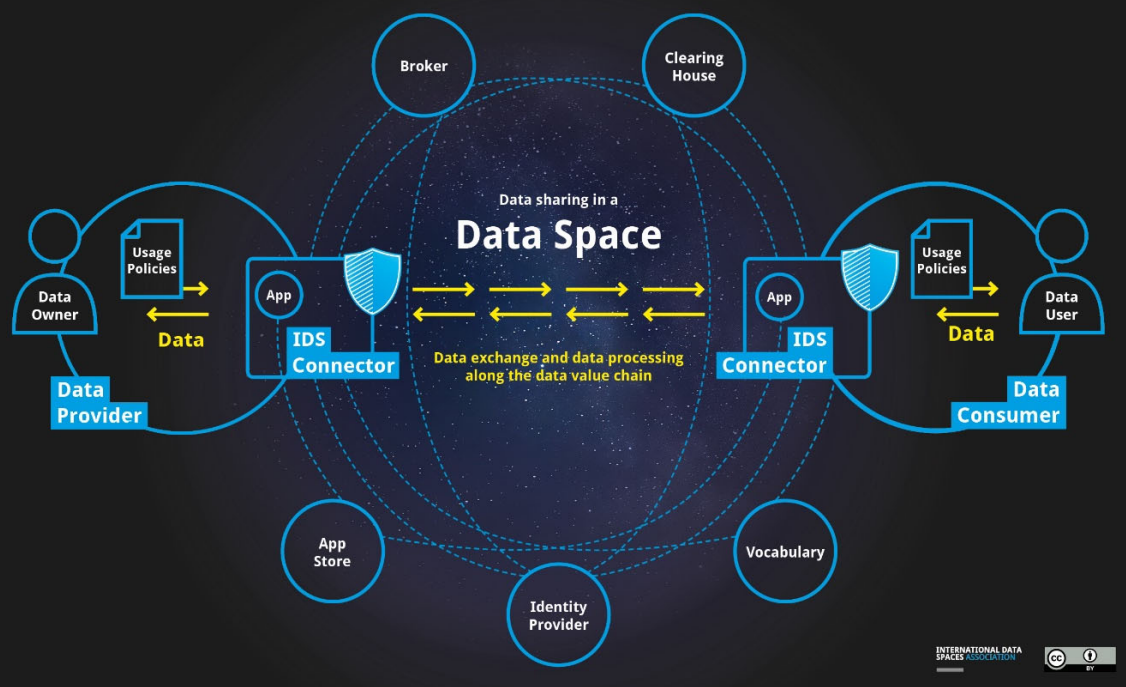 Broker
Clearing
House
Data sharing in a
Data Space
Usage
Policies
Usage
Policies
App
App
Data
Owner
Data
User
Data
Data
IDS
Connector
IDS
Connector
Data exchange and data processing
along the data value chain
Data
Provider
Data
Consumer
App
Store
Vocabulary
Identity
Provider
INTERNATIONAL DATA
SPACES ASSOCIATION
cc
BY